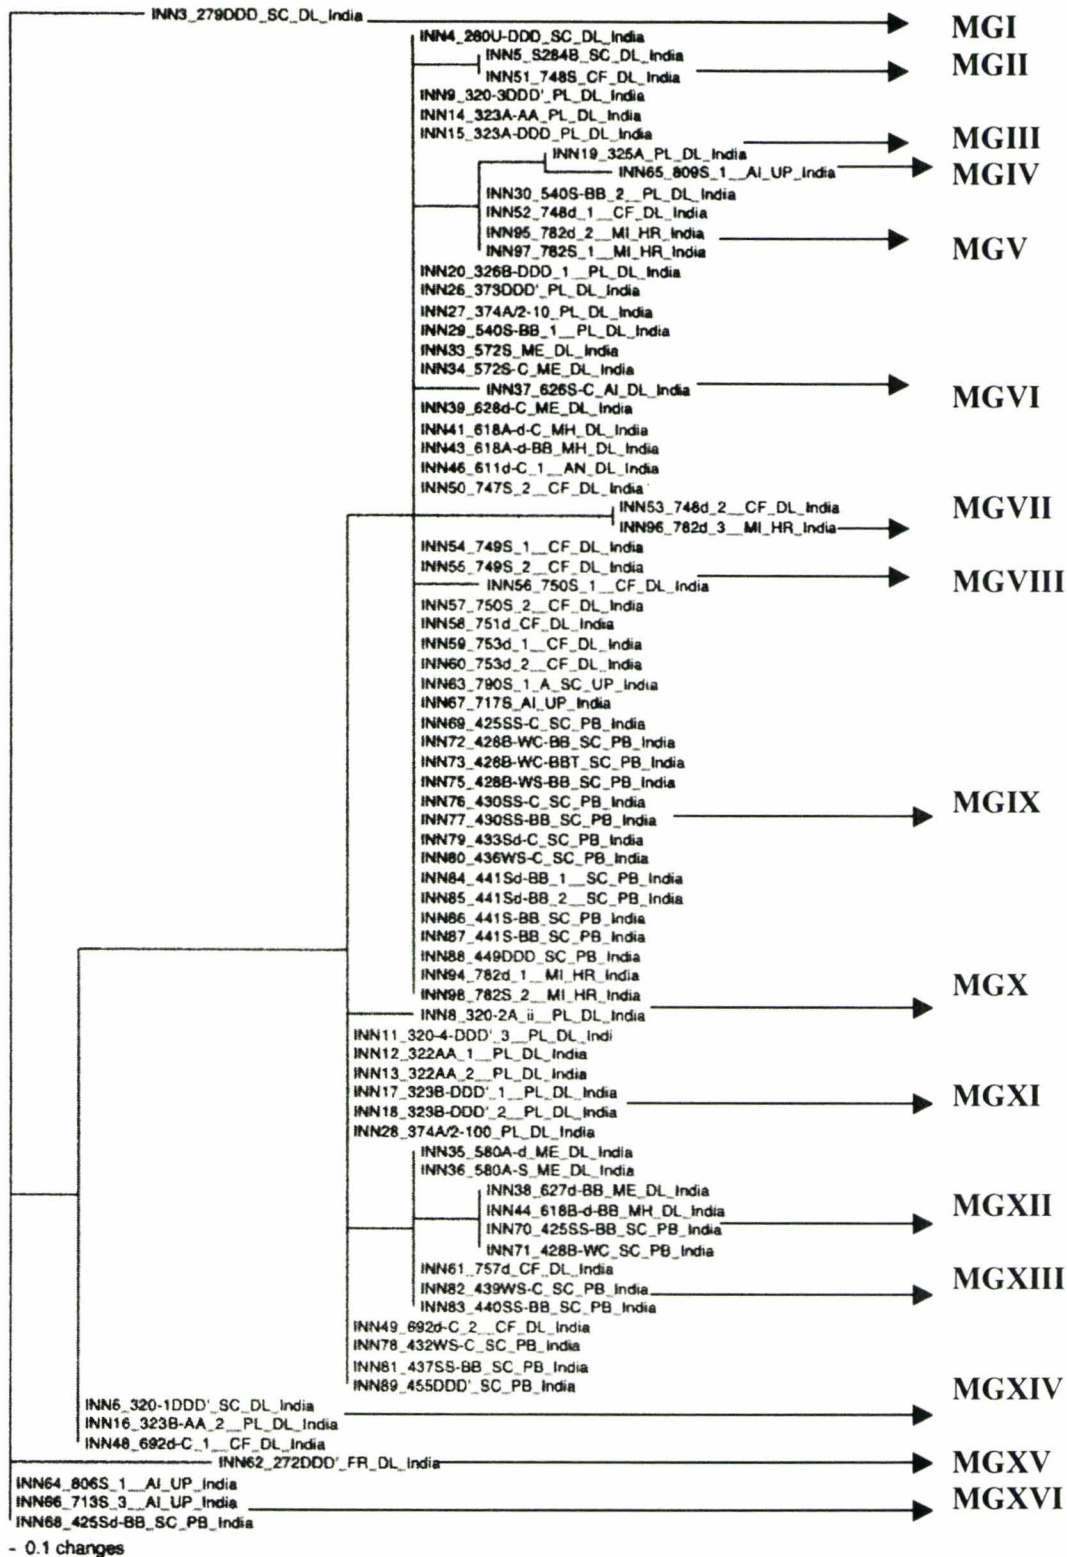 INN3_279DDD_SC_DL_India MGI
INN4_280U-DDD_SC_DL_India
INN5_S284B_SC_DL_India
INN51_748S_CF_DL_India MGII
INN9_320-3DDD'_PL_DL_India
INN14_323A-AA_PL_DL_India
INN15_323A-DDD_PL_DL_India
INN19_325A_PL_DL_India MGIII
INN65_809S_1__AI_UP_India MGIV
INN30_540S-BB_2__PL_DL_India
INN52_748d_1__CF_DL_India
INN95_782d_2__MI_HR_India MGV
INN97_782S_1__MI_HR_India
INN20_326B-DDD_1__PL_DL_India
INN26_373DDD'_PL_DL_India
INN27_374A/2-10_PL_DL_India
INN29_540S-BB_1__PL_DL_India
INN33_572S_ME_DL_India
INN34_572S-C_ME_DL_India
INN37_626S-C_AI_DL_India MGVI
INN39_628d-C_ME_DL_India
INN41_618A-d-C_MH_DL_India
INN43_618A-d-BB_MH_DL_India
INN46_611d-C_1__AN_DL_India
INN50_747S_2__CF_DL_India
INN53_748d_2__CF_DL_India MGVII
INN96_782d_3__MI_HR_India
INN54_749S_1__CF_DL_India
INN55_749S_2__CF_DL_India
INN56_750S_1__CF_DL_India MGVIII
INN57_750S_2__CF_DL_India
INN58_751d_CF_DL_India
INN59_753d_1__CF_DL_India
INN60_753d_2__CF_DL_India
INN63_790S_1_A_SC_UP_India
INN67_717S_AI_UP_India
INN69_425SS-C_SC_PB_India
INN72_428B-WC-BB_SC_PB_India
INN73_428B-WC-BBT_SC_PB_India
INN75_428B-WS-BB_SC_PB_India
INN76_430SS-C_SC_PB_India MGIX
INN77_430SS-BB_SC_PB_India
INN79_433Sd-C_SC_PB_India
INN80_436WS-C_SC_PB_India
INN84_441Sd-BB_1__SC_PB_India
INN85_441Sd-BB_2__SC_PB_India
INN86_441S-BB_SC_PB_India
INN87_441S-BB_SC_PB_India
INN88_449DDD_SC_PB_India
INN94_782d_1__MI_HR_India
INN98_782S_2__MI_HR_India MGX
INN8_320-2A_ii__PL_DL_India
INN11_320-4-DDD'_3__PL_DL_Indi
INN12_322AA_1__PL_DL_India
INN13_322AA_2__PL_DL_India
INN17_323B-DDD'_1__PL_DL_India MGXI
INN18_323B-DDD'_2__PL_DL_India
INN28_374A/2-100_PL_DL_India
INN35_580A-d_ME_DL_India
INN36_580A-S_ME_DL_India
INN38_627d-BB_ME_DL_India
INN44_618B-d-BB_MH_DL_India MGXII
INN70_425SS-BB_SC_PB_India
INN71_428B-WC_SC_PB_India
INN61_757d_CF_DL_India
INN82_439WS-C_SC_PB_India MGXIII
INN83_440SS-BB_SC_PB_India
INN49_692d-C_2__CF_DL_India
INN78_432WS-C_SC_PB_India
INN81_437SS-BB_SC_PB_India
INN89_455DDD'_SC_PB_India MGXIV
INN6_320-1DDD'_SC_DL_India
INN16_323B-AA_2__PL_DL_India
INN48_692d-C_1__CF_DL_India
INN62_272DDD'_FR_DL_India MGXV
INN64_806S_1__AI_UP_India
INN66_713S_3__AI_UP_India MGXVI
INN68_425Sd-BB_SC_PB_India
- 0.1 changes